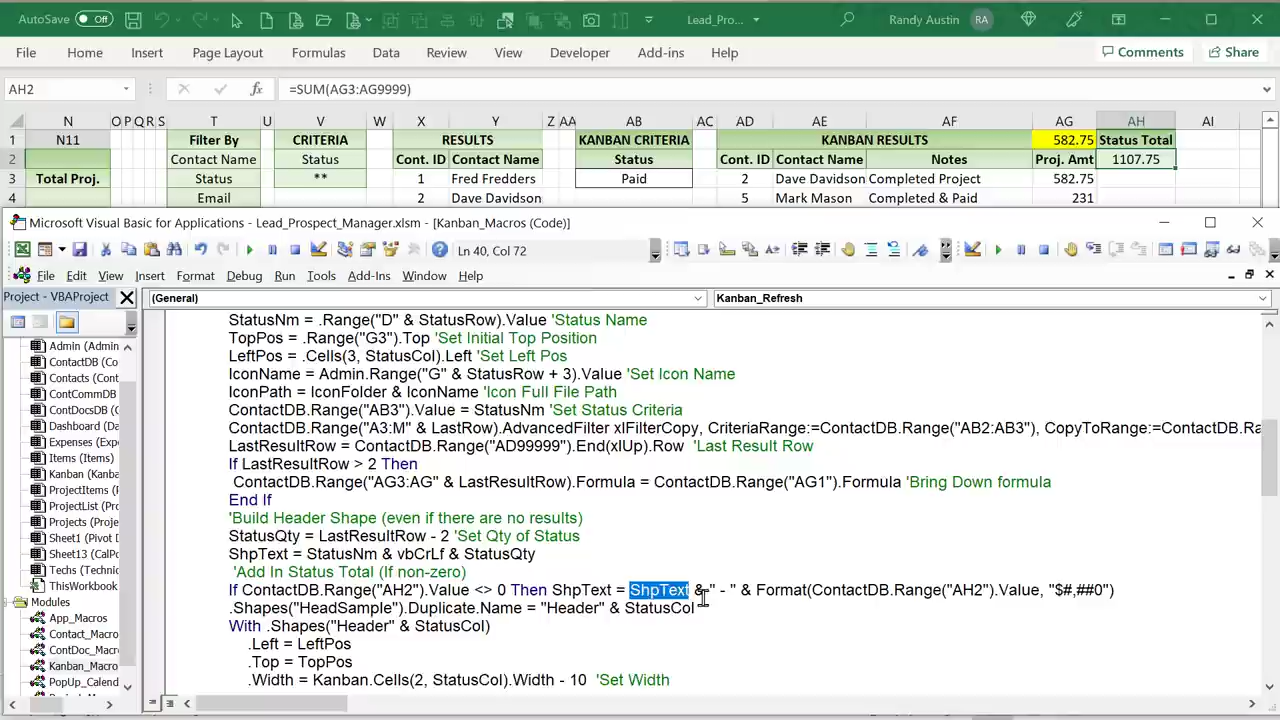 AutoSave Off Lead_Pro... Randy Austin RA
File Home Insert Page Layout Formulas Data Review View Developer Add-ins Help Comments Share
AH2 fx =SUM(AG3:AG9999)
N O P Q R S T U V W X Y Z AA AB AC AD AE AF AG AH AI
1 N11 Filter By CRITERIA RESULTS KANBAN CRITERIA KANBAN RESULTS 582.75 Status Total
2 Contact Name Status Cont. ID Contact Name Status Cont. ID Contact Name Notes Proj. Amt 1107.75
3 Total Proj. Status ** 1 Fred Fredders Paid 2 Dave Davidson Completed Project 582.75
4 Email 2 Dave Davidson 5 Mark Mason Completed & Paid 231
Microsoft Visual Basic for Applications - Lead_Prospect_Manager.xlsm - [Kanban_Macros (Code)]
Ln 40, Col 72
File Edit View Insert Format Debug Run Tools Add-Ins Window Help
Project - VBAProject
(General) Kanban_Refresh
Admin (Admin
ContactDB (Cor
Contacts (Cont
ContCommDB
ContDocsDB (C
Dashboard (Da
Expenses (Expe
Items (Items)
Kanban (Kanba
ProjectItems (P
ProjectList (Pro
Projects (Projec
Sheet1 (Pivot D
Sheet13 (CalPo
Techs (Technic
ThisWorkbook
Modules
App_Macros
Contact_Macro
ContDoc_Macr
Kanban_Macro
PopUp_Calend
StatusNm = .Range("D" & StatusRow).Value 'Status Name
TopPos = .Range("G3").Top 'Set Initial Top Position
LeftPos = .Cells(3, StatusCol).Left 'Set Left Pos
IconName = Admin.Range("G" & StatusRow + 3).Value 'Set Icon Name
IconPath = IconFolder & IconName 'Icon Full File Path
ContactDB.Range("AB3").Value = StatusNm 'Set Status Criteria
ContactDB.Range("A3:M" & LastRow).AdvancedFilter xlFilterCopy, CriteriaRange:=ContactDB.Range("AB2:AB3"), CopyToRange:=ContactDB.Ra
LastResultRow = ContactDB.Range("AD99999").End(xlUp).Row 'Last Result Row
If LastResultRow > 2 Then
ContactDB.Range("AG3:AG" & LastResultRow).Formula = ContactDB.Range("AG1").Formula 'Bring Down formula
End If
'Build Header Shape (even if there are no results)
StatusQty = LastResultRow - 2 'Set Qty of Status
ShpText = StatusNm & vbCrLf & StatusQty
'Add In Status Total (If non-zero)
If ContactDB.Range("AH2").Value <> 0 Then ShpText = ShpText & " - " & Format(ContactDB.Range("AH2").Value, "$#,##0")
.Shapes("HeadSample").Duplicate.Name = "Header" & StatusCol
With .Shapes("Header" & StatusCol)
.Left = LeftPos
.Top = TopPos
.Width = Kanban.Cells(2, StatusCol).Width - 10 'Set Width